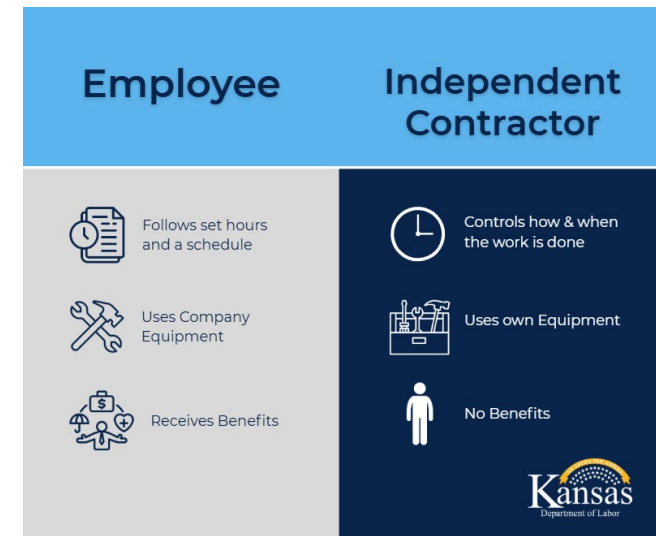 Employee
Independent
Contractor
Follows set hours
and a schedule
Controls how & when
the work is done
Uses Company
Equipment
Uses own Equipment
Receives Benefits
No Benefits
Kansas
Department of Labor